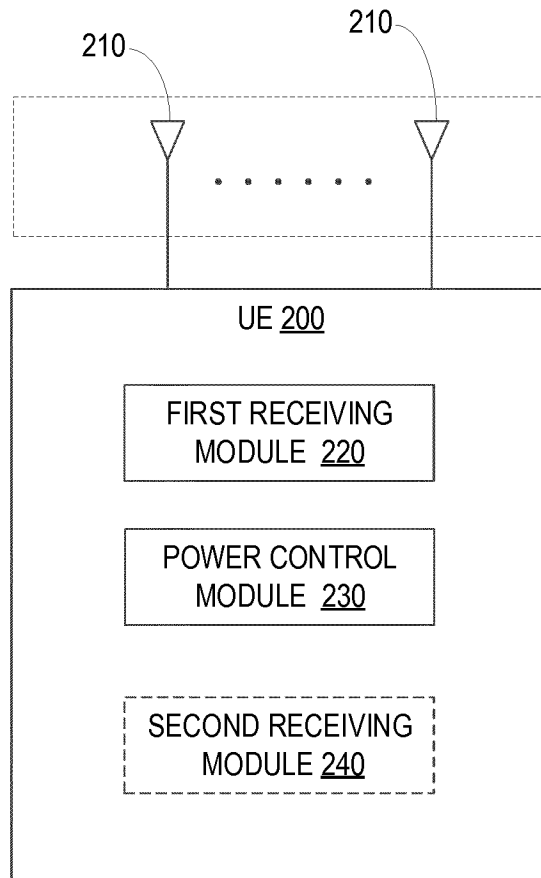 210
210
UE 200
FIRST RECEIVING
MODULE 220
POWER CONTROL
MODULE 230
SECOND RECEIVING
MODULE 240